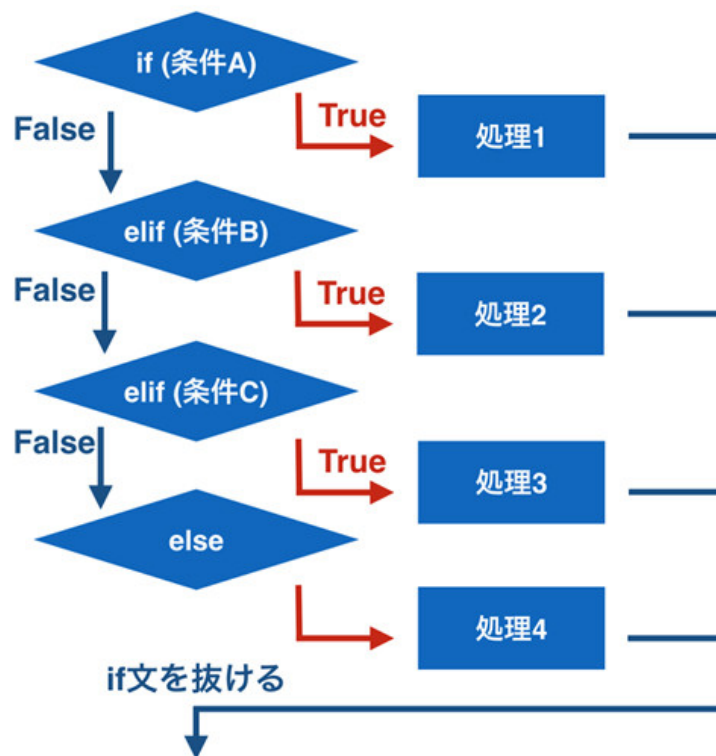 if (条件A)
False
True
処理1
elif (条件B)
False
True
処理2
elif (条件C)
False
True
処理3
else
処理4
if文を抜ける